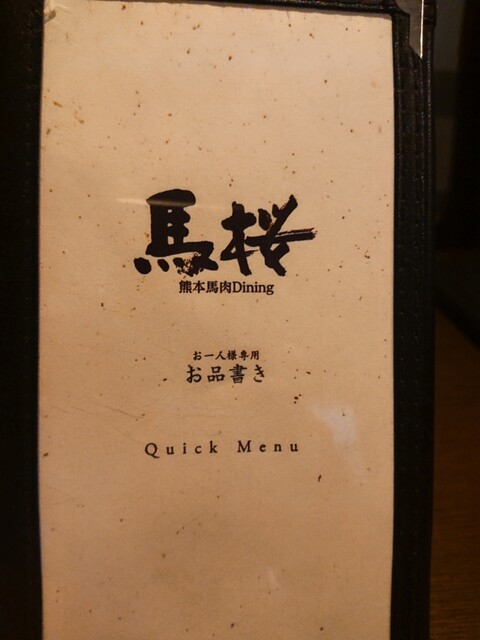 馬桜
熊本馬肉Dining
お一人様専用
お品書き
Quick Menu